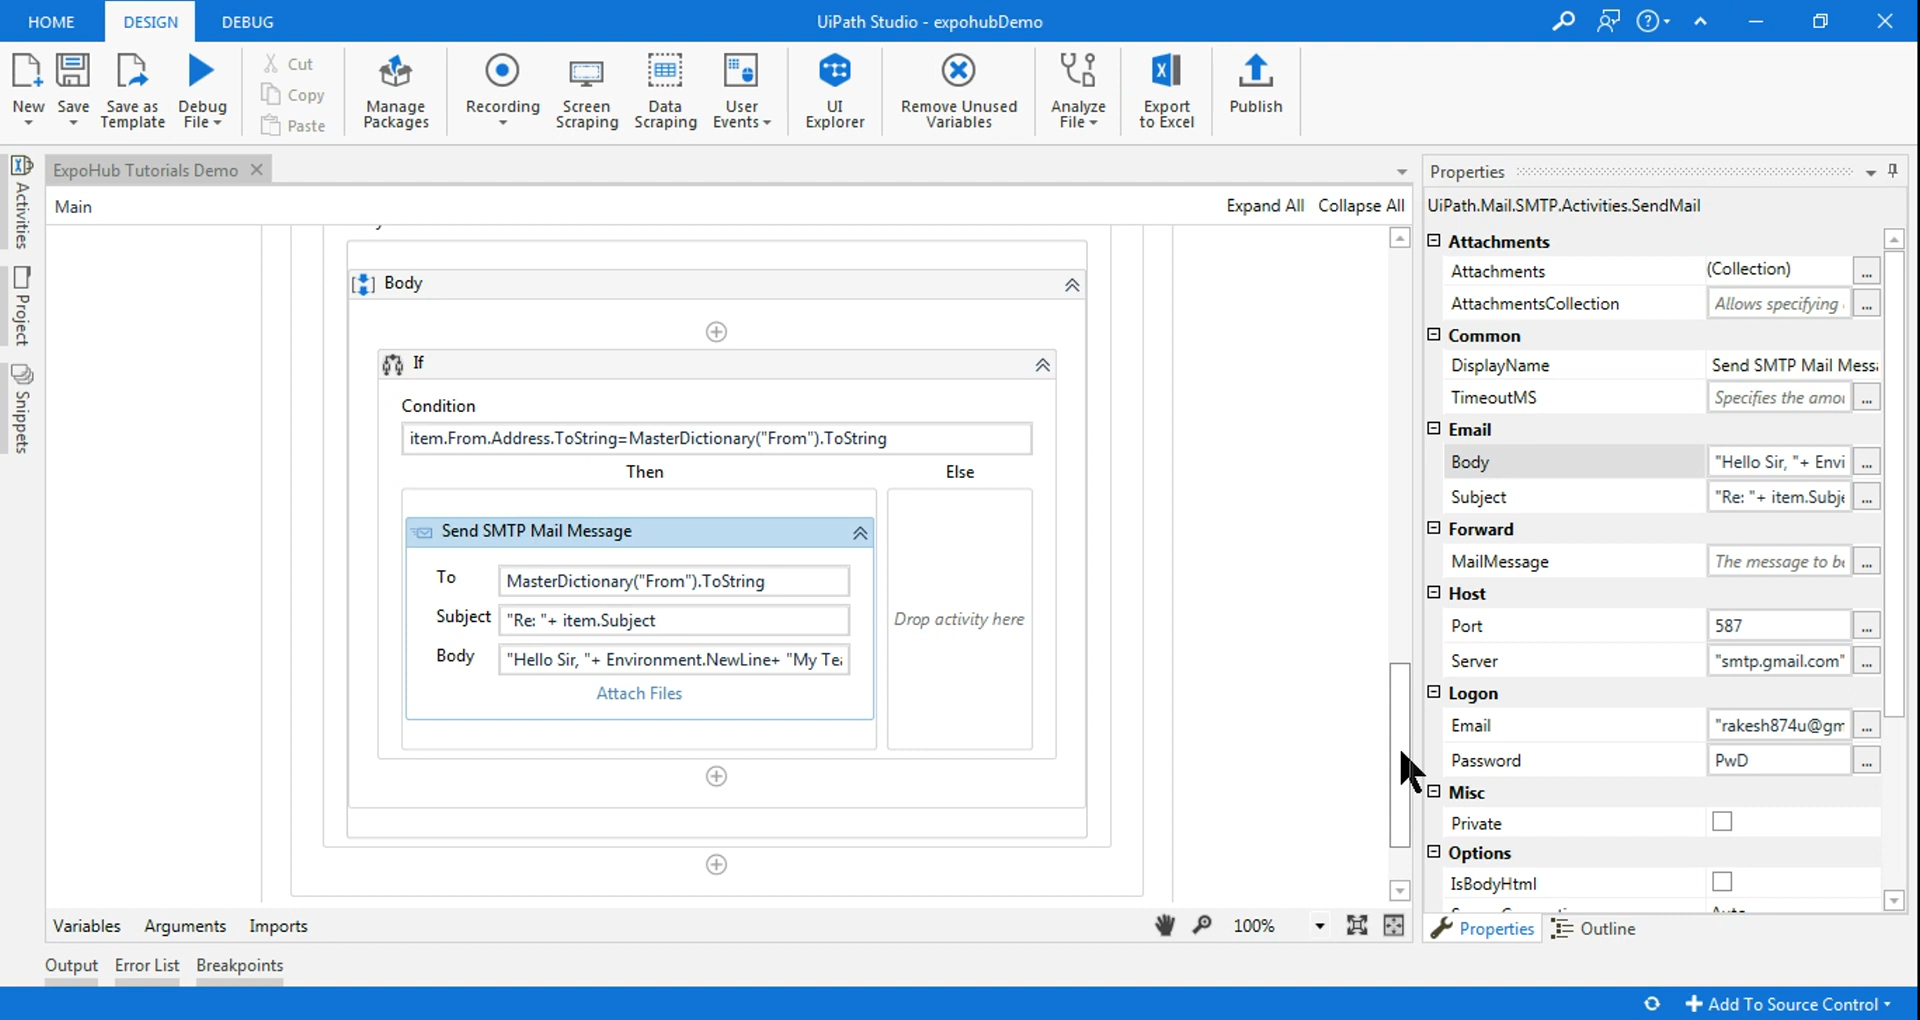 HOME DESIGN DEBUG
UiPath Studio - expohubDemo
New
Save
Save as Template
Debug File
Cut
Copy
Paste
Manage Packages
Recording
Screen Scraping
Data Scraping
User Events
UI Explorer
Remove Unused Variables
Analyze File
Export to Excel
Publish
Activities
Project
Snippets
ExpoHub Tutorials Demo
Main
Expand All Collapse All
Body
If
Condition
item.From.Address.ToString=MasterDictionary("From").ToString
Then Else
Send SMTP Mail Message
To MasterDictionary("From").ToString
Subject "Re: "+ item.Subject
Body "Hello Sir, "+ Environment.NewLine+ "My Tea
Attach Files
Drop activity here
Variables Arguments Imports
100%
Output Error List Breakpoints
Properties
UiPath.Mail.SMTP.Activities.SendMail
Attachments
Attachments (Collection) ...
AttachmentsCollection Allows specifying ...
Common
DisplayName Send SMTP Mail Messa
TimeoutMS Specifies the amou ...
Email
Body "Hello Sir, "+ Envi ...
Subject "Re: "+ item.Subje ...
Forward
MailMessage The message to be ...
Host
Port 587 ...
Server "smtp.gmail.com" ...
Logon
Email "rakesh874u@gm ...
Password PwD ...
Misc
Private
Options
IsBodyHtml
Properties Outline
Add To Source Control